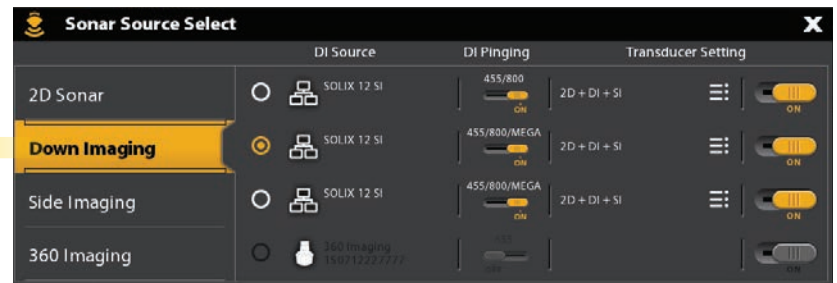 Sonar Source Select
X
DI Source DI Pinging Transducer Setting
2D Sonar
SOLIX 12 SI 455/800 ON 2D + DI + SI ON
Down Imaging
SOLIX 12 SI 455/800/MEGA ON 2D + DI + SI ON
Side Imaging
SOLIX 12 SI 455/800/MEGA ON 2D + DI + SI ON
360 Imaging
360 Imaging
ON